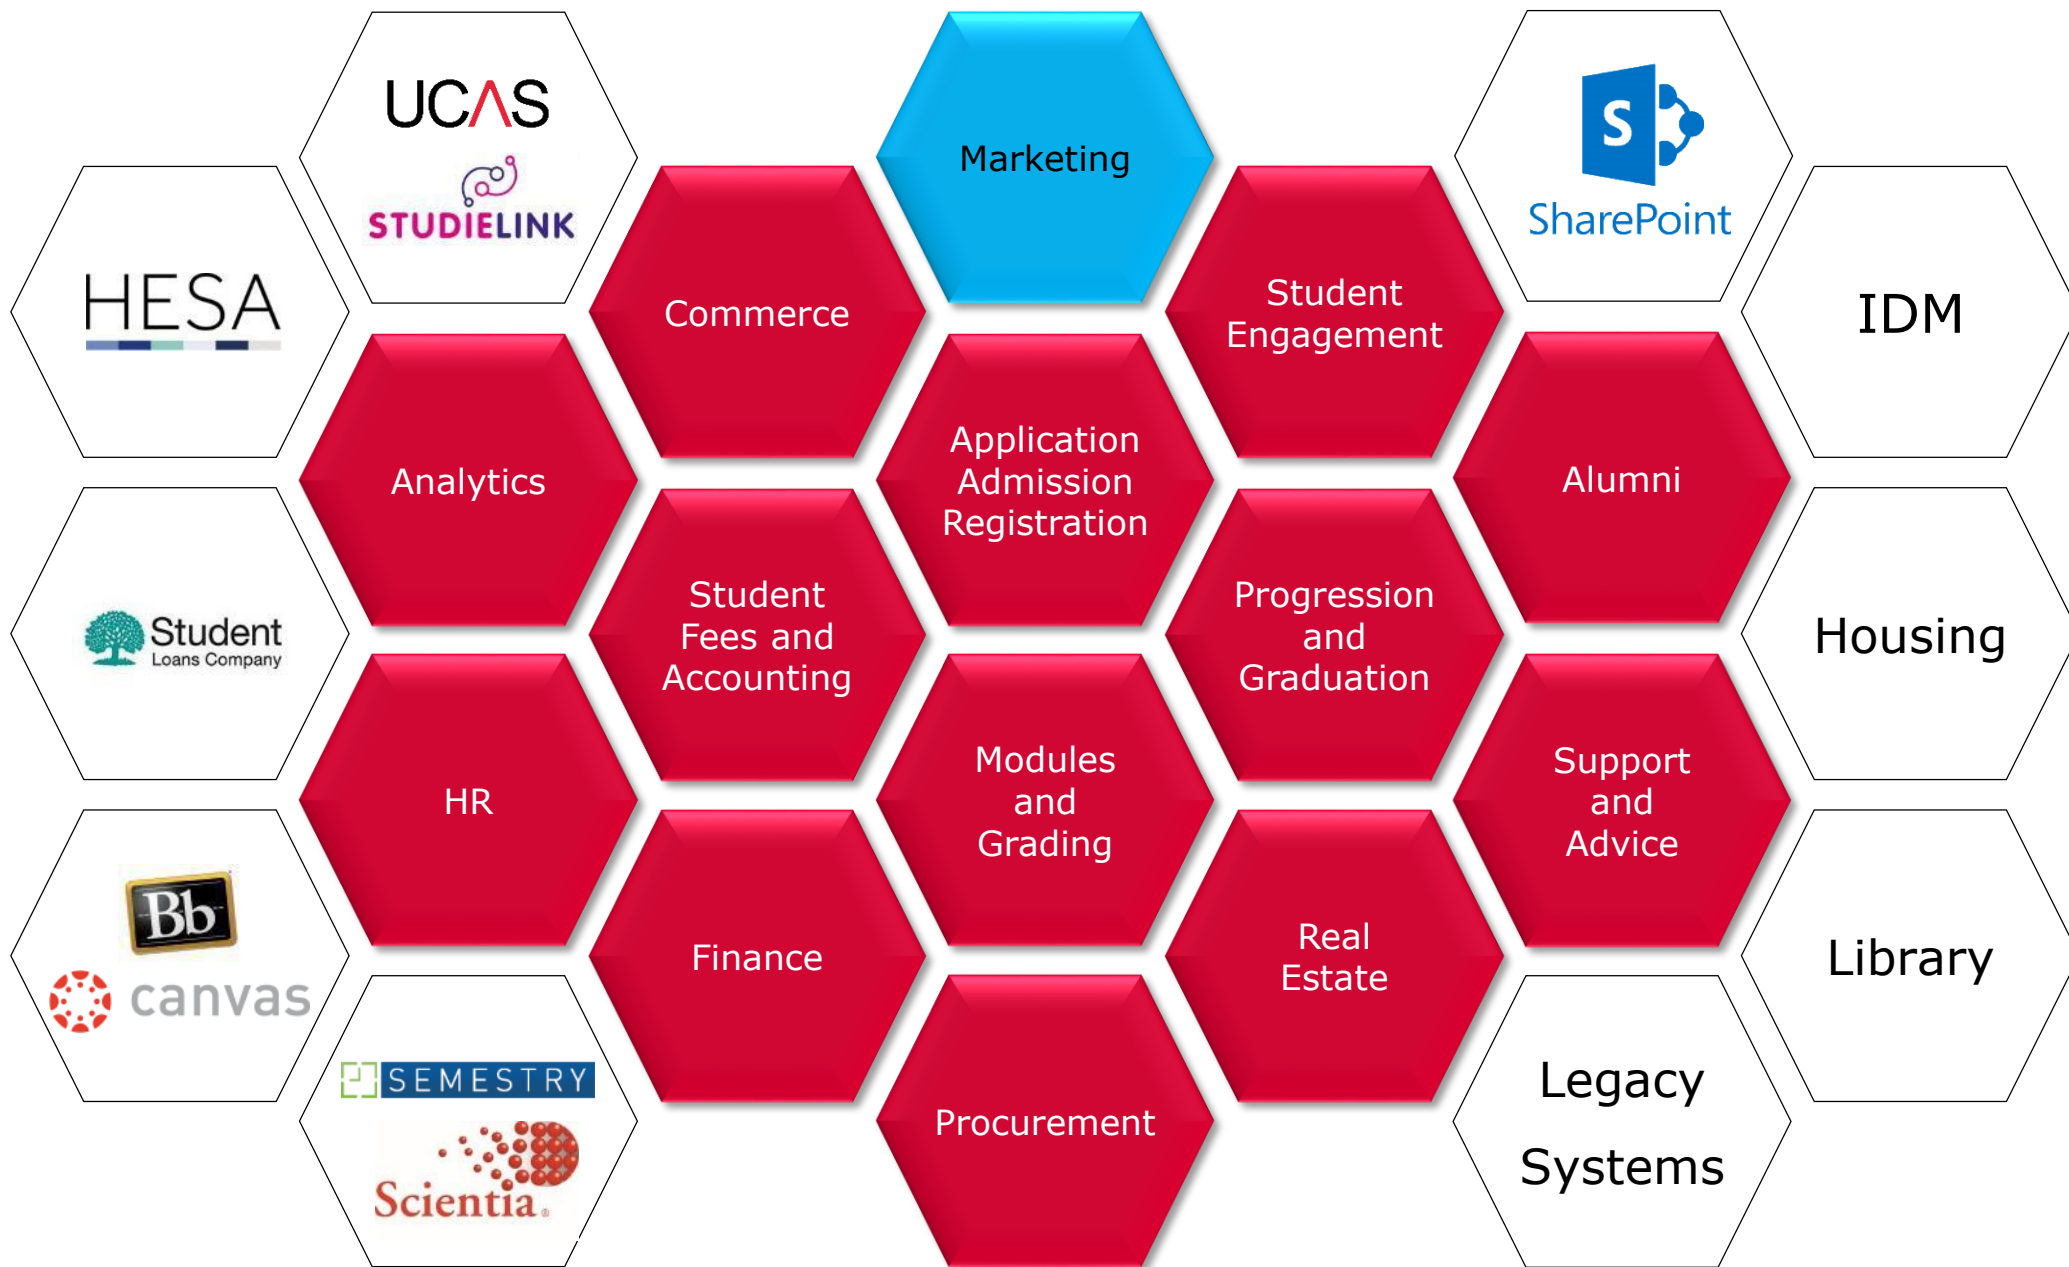 UCAS
STUDIELINK
Marketing
S
SharePoint
HESA
Commerce
Student
Engagement
IDM
Analytics
Application
Admission
Registration
Alumni
Student
Loans Company
Student
Fees and
Accounting
Progression
and
Graduation
Housing
HR
Modules
and
Grading
Support
and
Advice
Bb
canvas
Finance
Real
Estate
Library
SEMESTRY
Scientia®
Procurement
Legacy
Systems